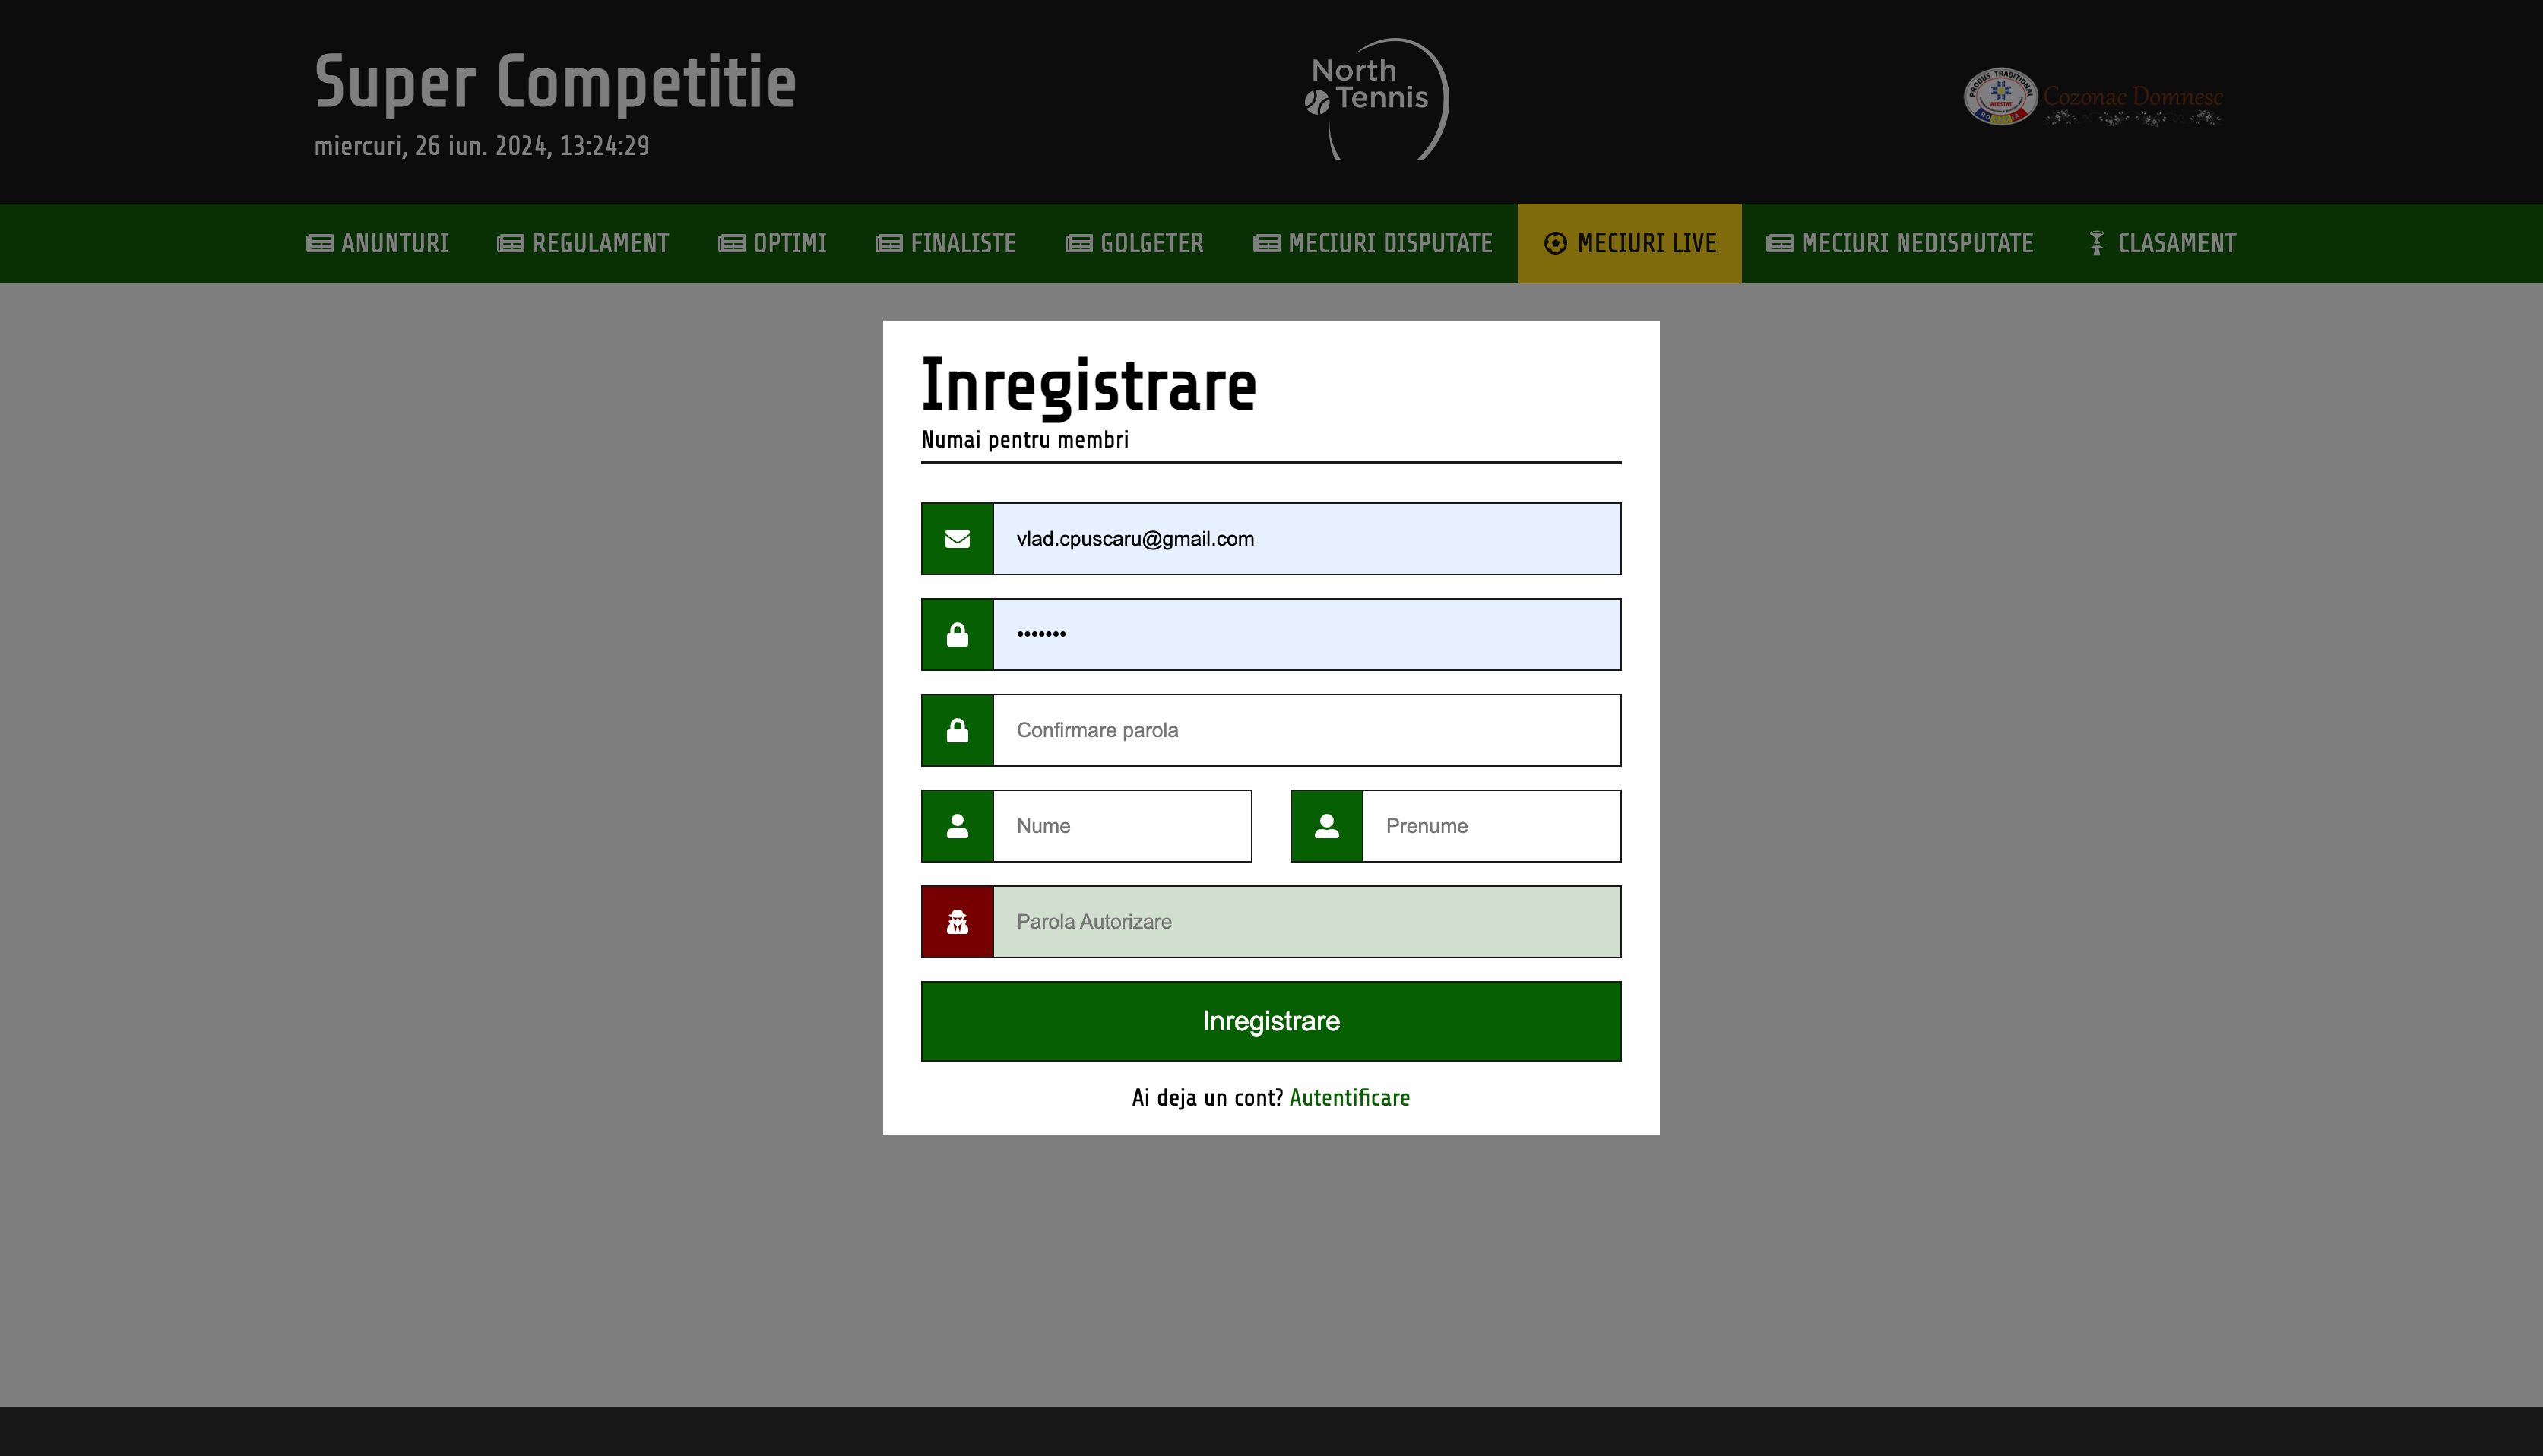 Super Competitie
miercuri, 26 iun. 2024, 13:24:29
North
Tennis
PRODUS TRADITIONAL
ATESTAT
Cozonac Domnesc
ANUNTURI
REGULAMENT
OPTIMI
FINALISTE
GOLGETER
MECIURI DISPUTATE
MECIURI LIVE
MECIURI NEDISPUTATE
CLASAMENT
Inregistrare
Numai pentru membri
vlad.cpuscaru@gmail.com
•••••••
Confirmare parola
Nume
Prenume
Parola Autorizare
Inregistrare
Ai deja un cont? Autentificare